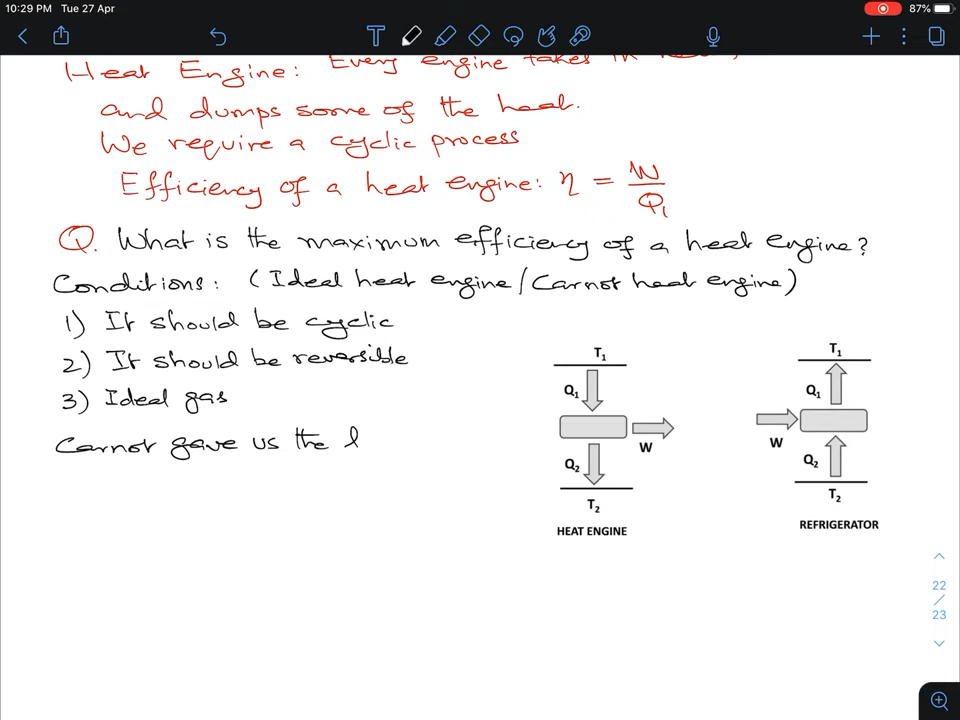 10:29 PM Tue 27 Apr
87%
Heat Engine: Every engine takes in
and dumps some of the heat.
We require a cyclic process
Efficiency of a heat engine: η = W/Q₁
Q. What is the maximum efficiency of a heat engine?
Conditions: (Ideal heat engine/Carnot heat engine)
1) It should be cyclic
2) It should be reversible
3) Ideal gas
Carnot gave us the
T₁
Q₁
W
Q₂
T₂
HEAT ENGINE
T₁
Q₁
W
Q₂
T₂
REFRIGERATOR
22
/
23